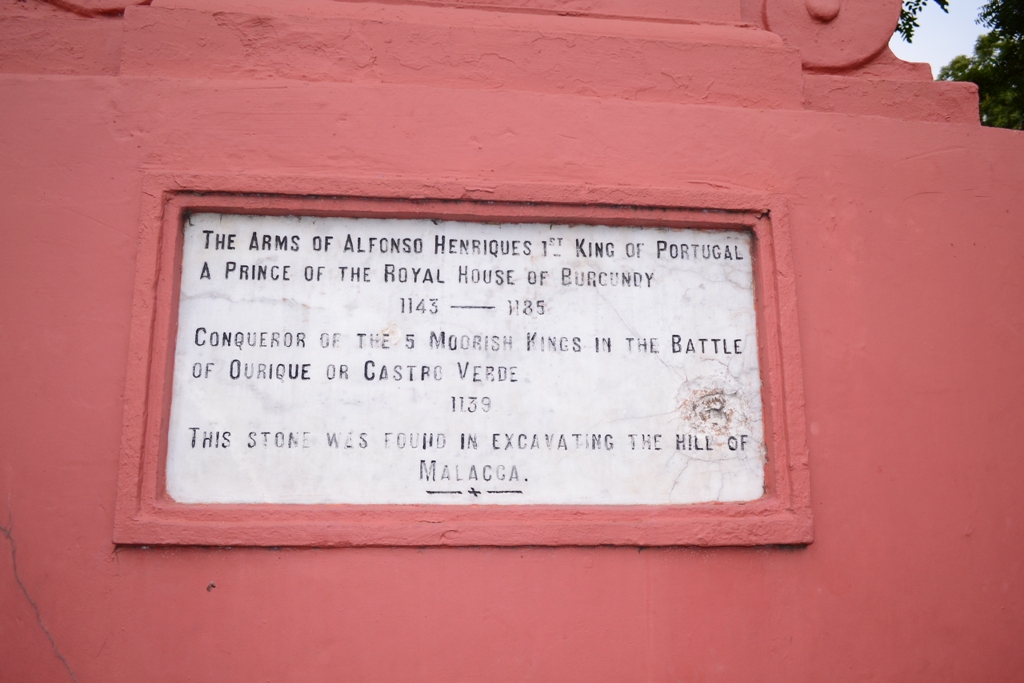 THE ARMS OF ALFONSO HENRIQUES 1ST KING OF PORTUGAL
A PRINCE OF THE ROYAL HOUSE OF BURGUNDY
1143 — 1185
CONQUEROR OF THE 5 MOORISH KINGS IN THE BATTLE
OF OURIQUE OR CASTRO VERDE
1139
THIS STONE WAS FOUND IN EXCAVATING THE HILL OF
MALACCA.